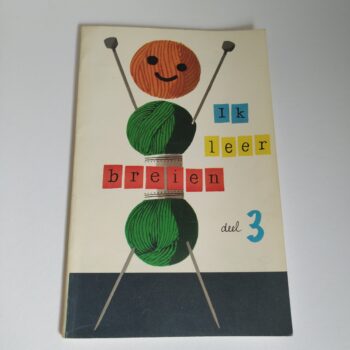 Ik
leer
breien
deel 3